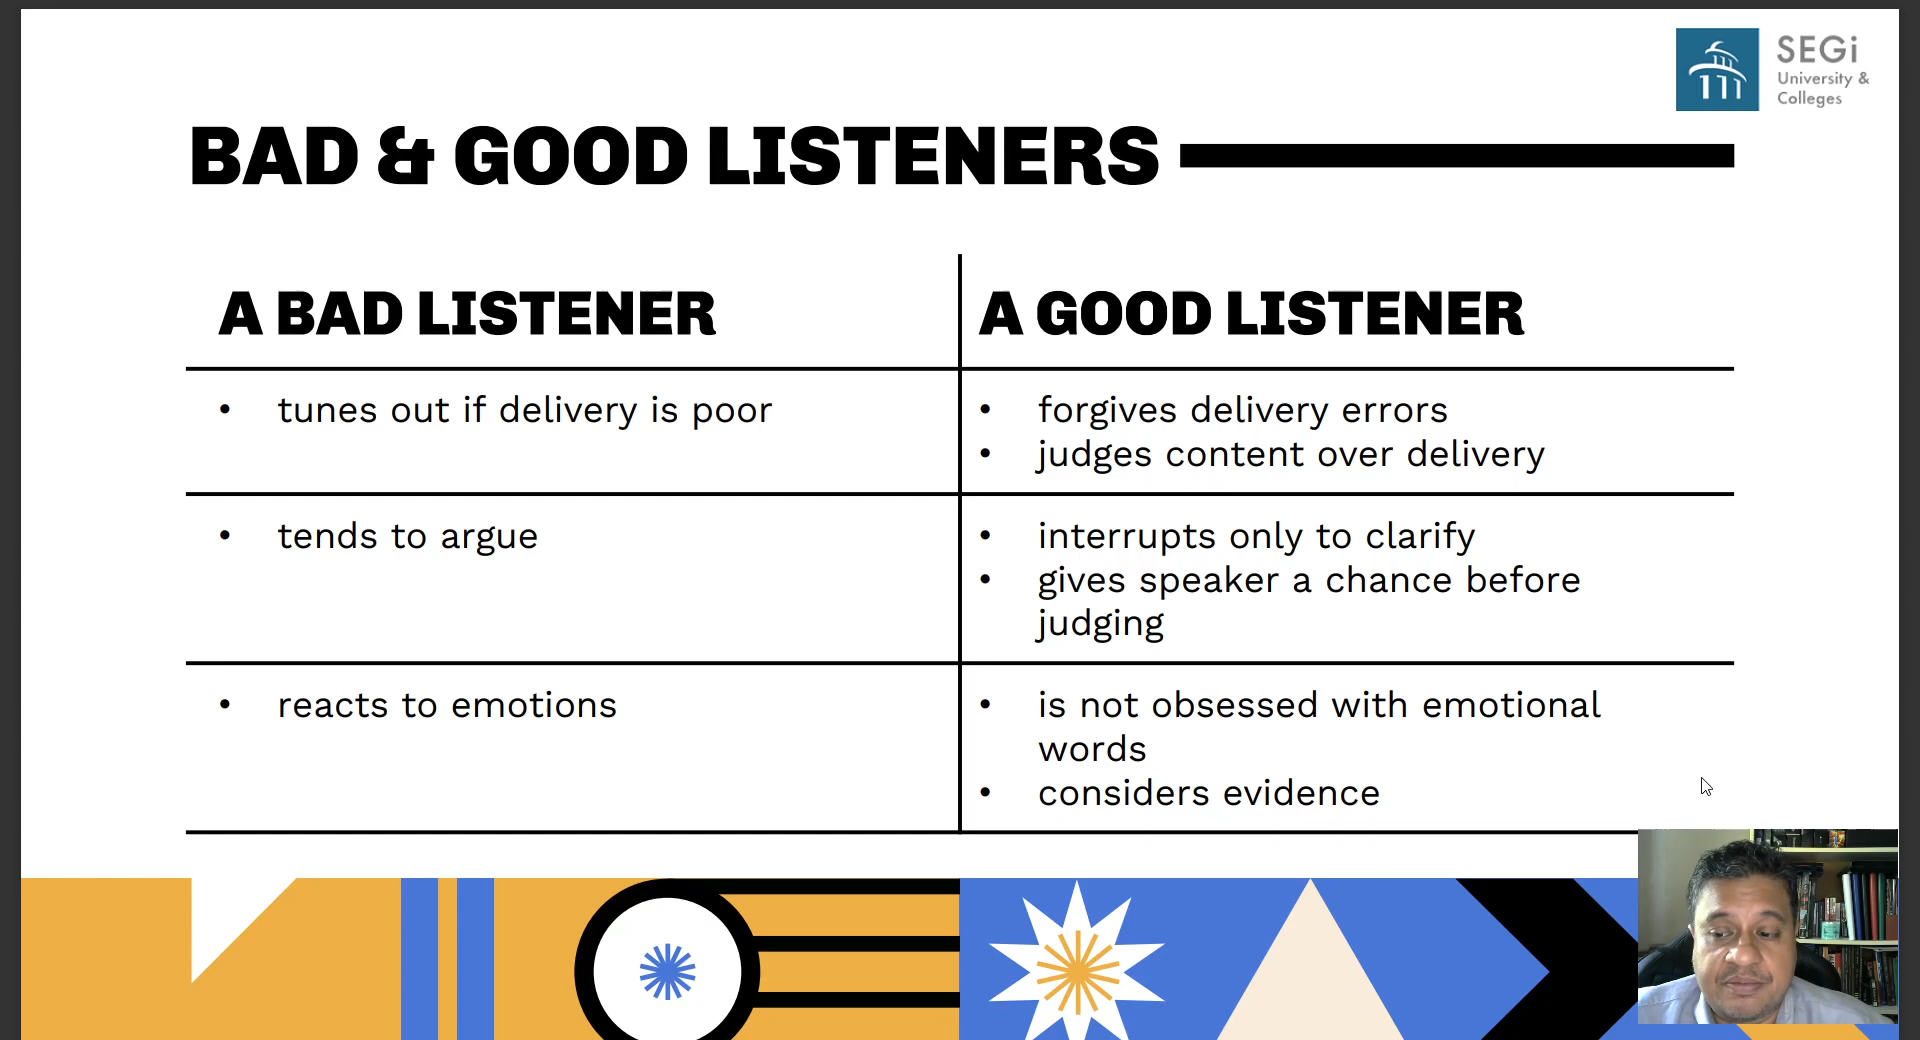 SEGi
University &
Colleges
BAD & GOOD LISTENERS
A BAD LISTENER
A GOOD LISTENER
• tunes out if delivery is poor
• forgives delivery errors
• judges content over delivery
• tends to argue
• interrupts only to clarify
• gives speaker a chance before
judging
• reacts to emotions
• is not obsessed with emotional
words
• considers evidence